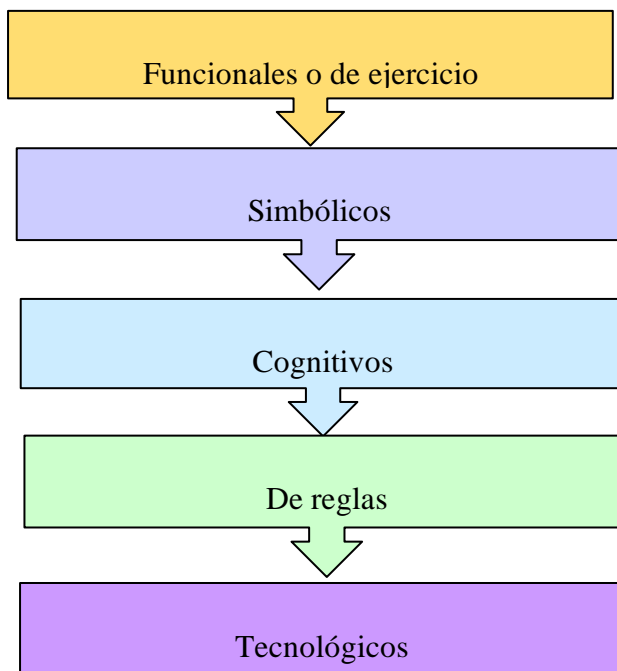 Funcionales o de ejercicio
Simbólicos
Cognitivos
De reglas
Tecnológicos